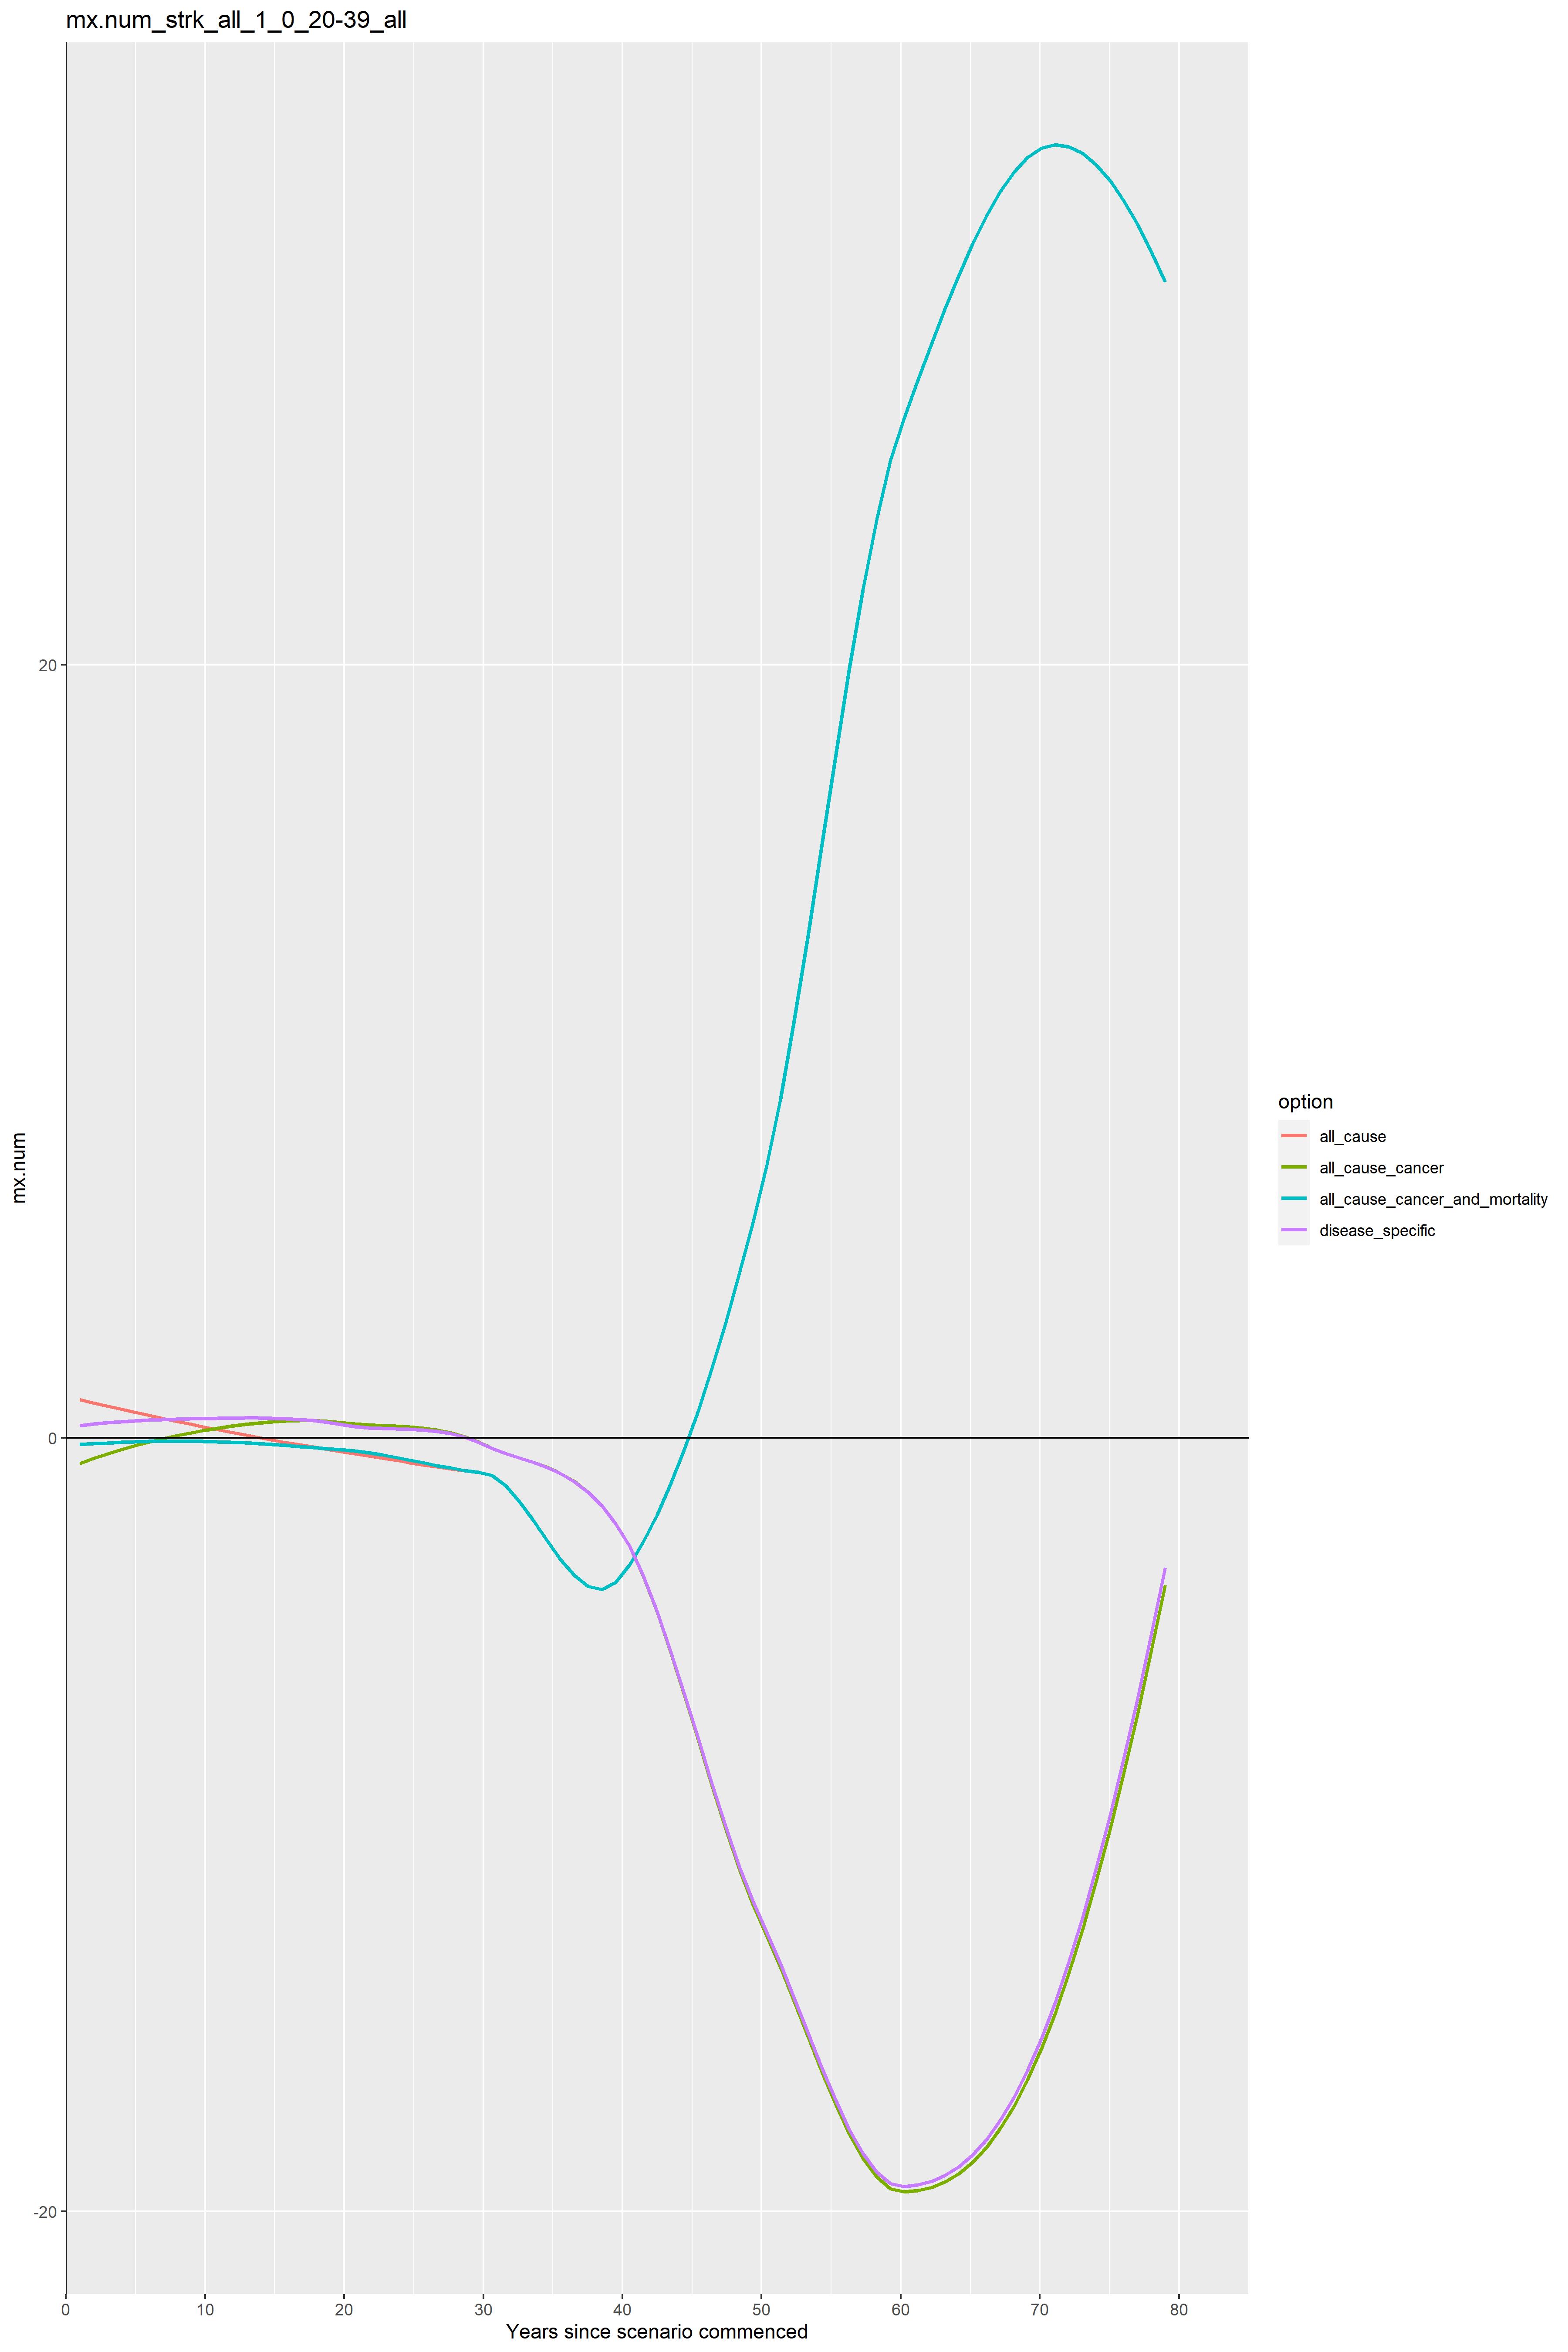 mx.num_strk_all_1_0_20-39_all
mx.num
20
0
-20
0 10 20 30 40 50 60 70 80
Years since scenario commenced
option
all_cause
all_cause_cancer
all_cause_cancer_and_mortality
disease_specific